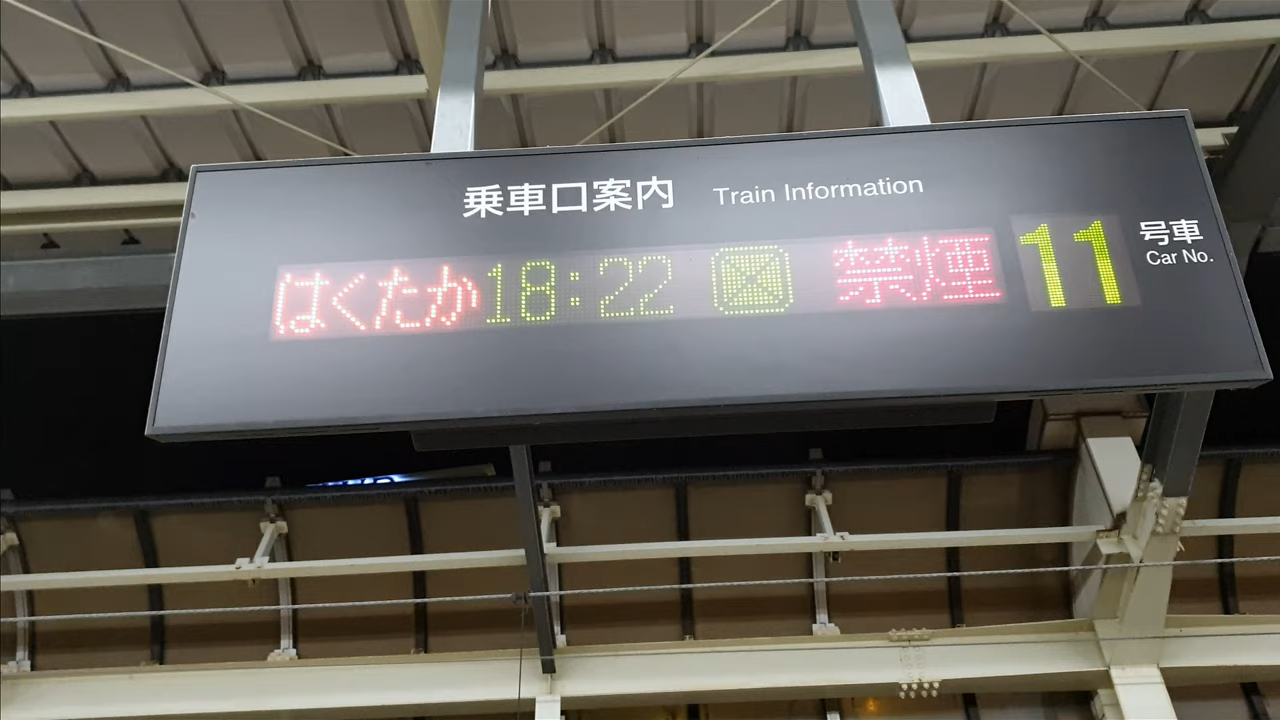 乗車口案内 Train Information
はくたか 18:22 禁煙 11 号車
Car No.